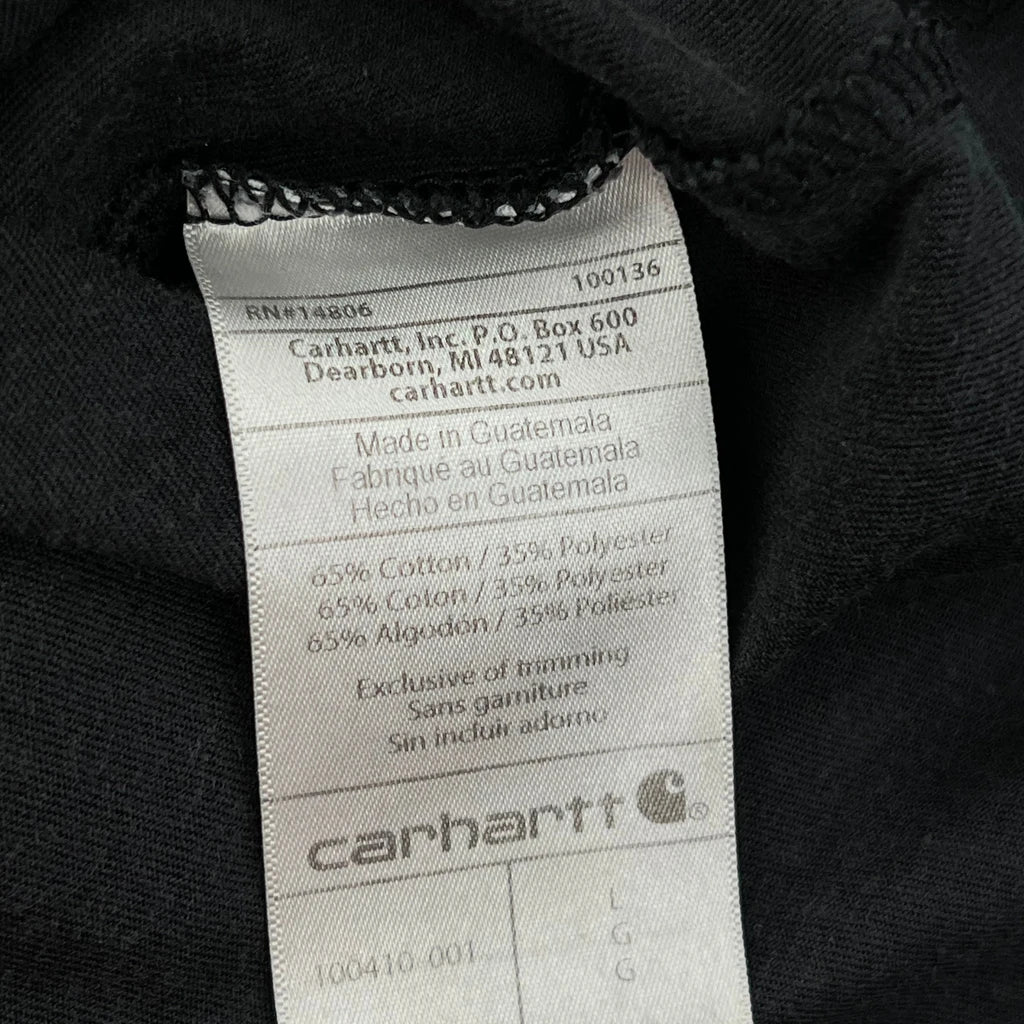 RN#14806 100136
Carhartt, Inc. P.O. Box 600
Dearborn, MI 48121 USA
carhartt.com
Made in Guatemala
Fabriqué au Guatemala
Hecho en Guatemala
65% Cotton / 35% Polyester
65% Coton / 35% Polyester
65% Algodon / 35% Poliester
Exclusive of trimming
Sans garniture
Sin incluir adorno
carhartt ®
100410 001 L
G
G